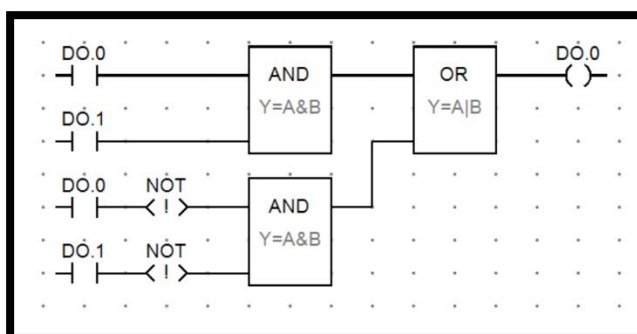 DO.0
AND
OR
DO.0
Y=A&B
Y=A|B
DO.1
DO.0
NOT
!
AND
Y=A&B
DO.1
NOT
!